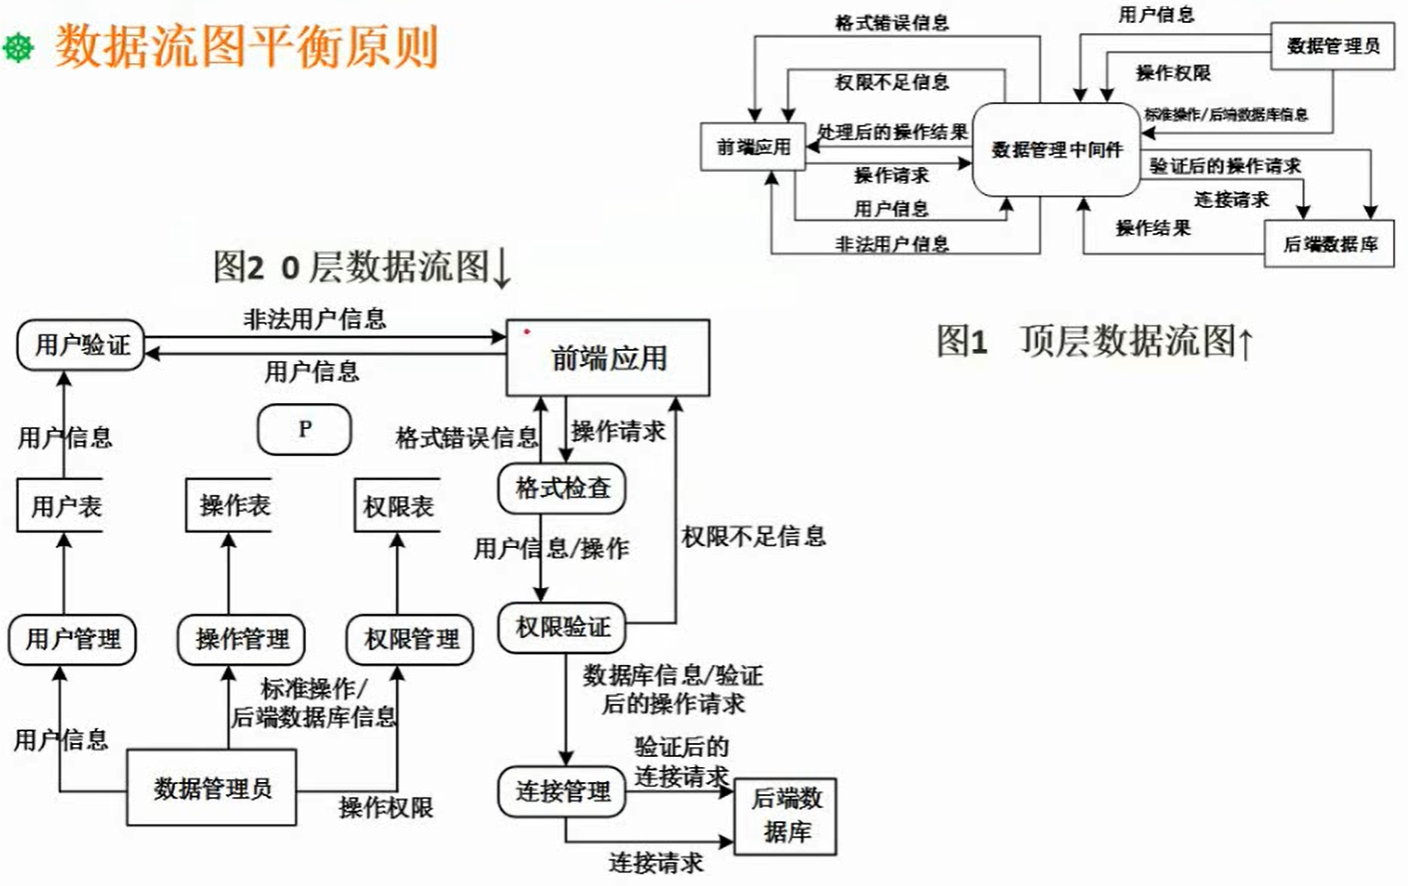 数据流图平衡原则
格式错误信息
用户信息
数据管理员
权限不足信息
操作权限
标准操作/后端数据库信息
前端应用
处理后的操作结果
数据管理中间件
操作请求
验证后的操作请求
连接请求
用户信息
操作结果
后端数据库
非法用户信息
图1 顶层数据流图↑
图2 0层数据流图↓
非法用户信息
用户验证
前端应用
用户信息
P
用户信息
格式错误信息
操作请求
用户表
操作表
权限表
格式检查
用户信息/操作
权限不足信息
用户管理
操作管理
权限管理
权限验证
标准操作/
后端数据库信息
数据库信息/验证
后的操作请求
用户信息
验证后的
连接请求
数据管理员
操作权限
连接管理
后端数
据库
连接请求